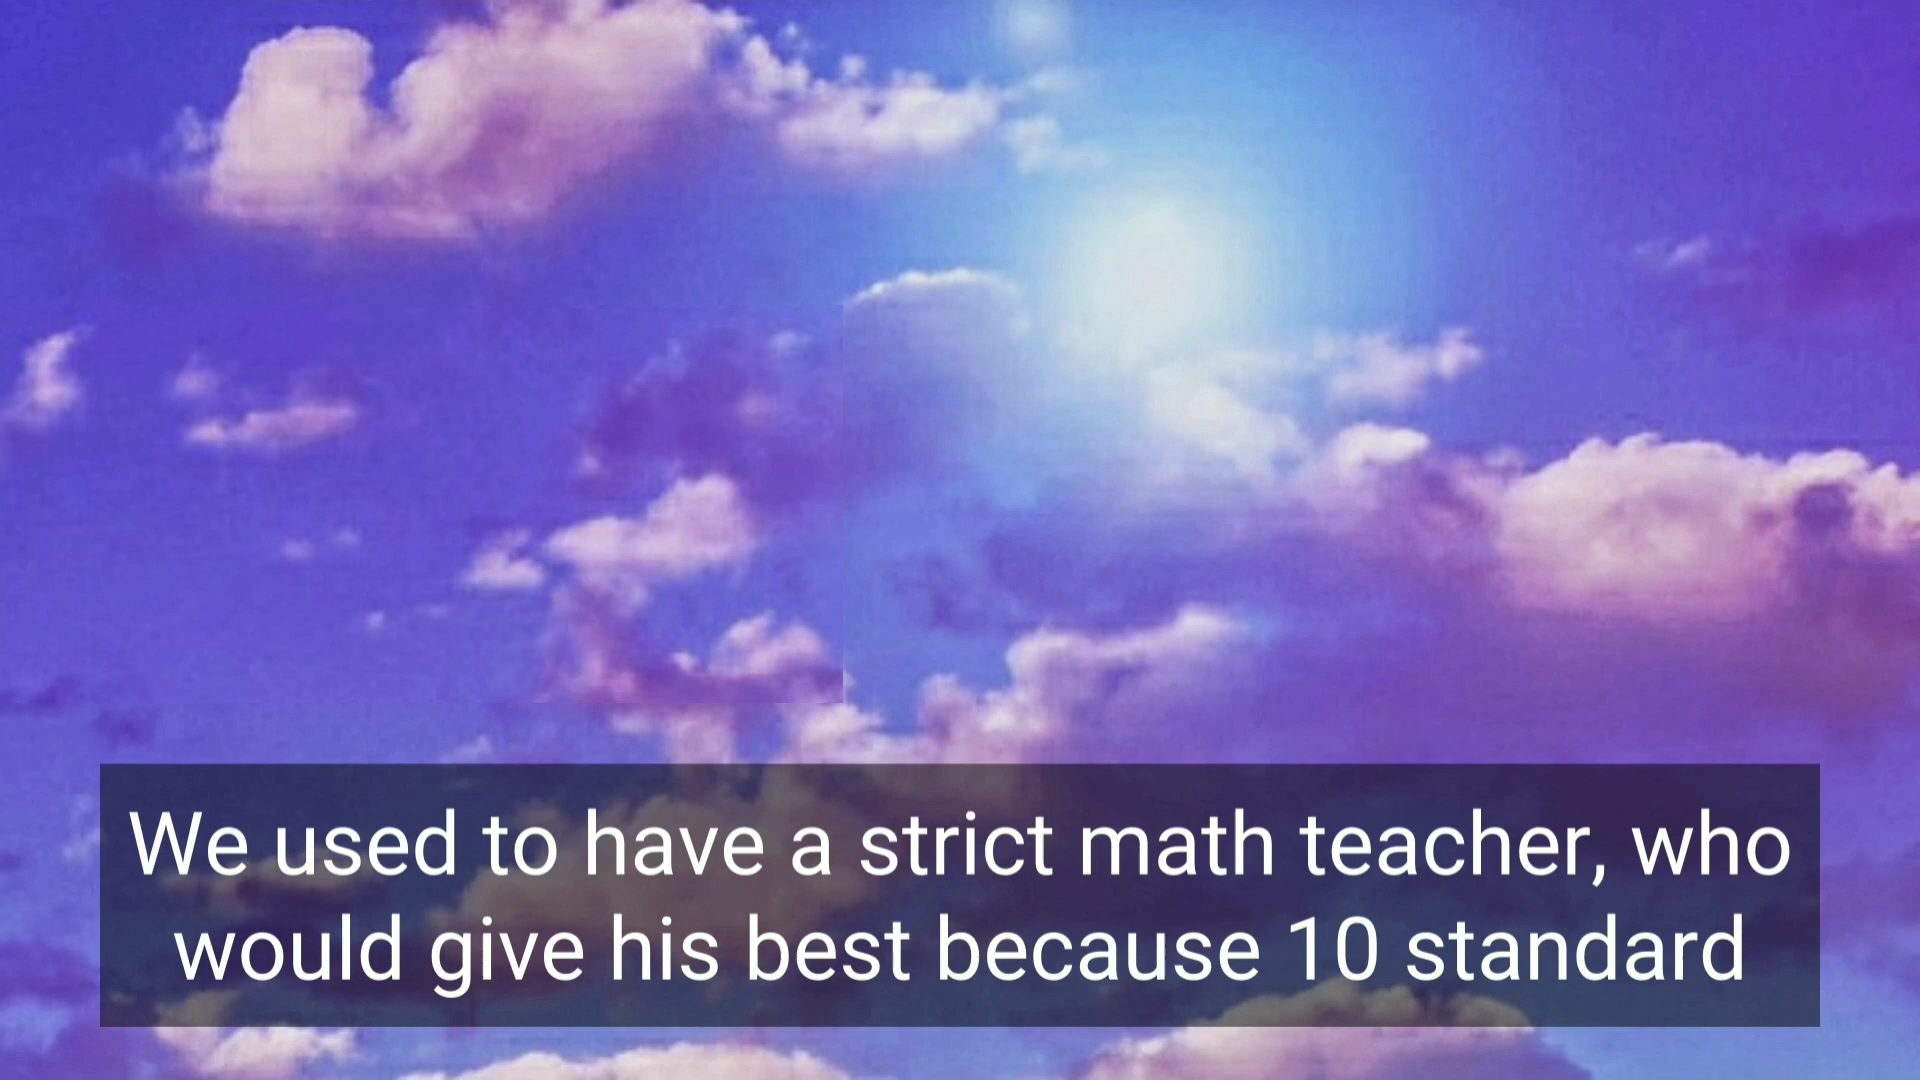 We used to have a strict math teacher, who
would give his best because 10 standard